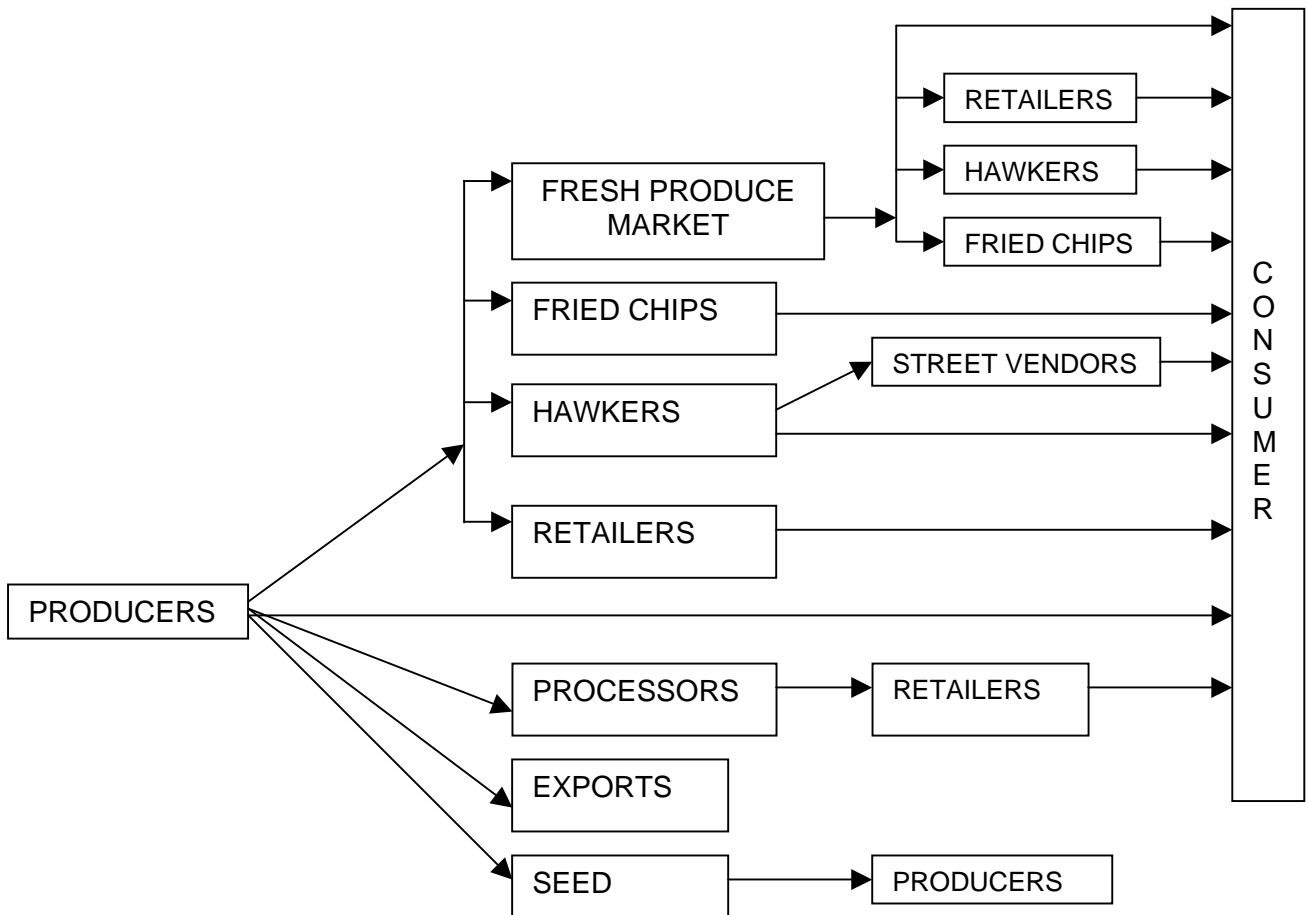 RETAILERS
FRESH PRODUCE
MARKET
HAWKERS
FRIED CHIPS
FRIED CHIPS
STREET VENDORS
HAWKERS
RETAILERS
PRODUCERS
PROCESSORS
RETAILERS
EXPORTS
SEED
PRODUCERS
C
O
N
S
U
M
E
R